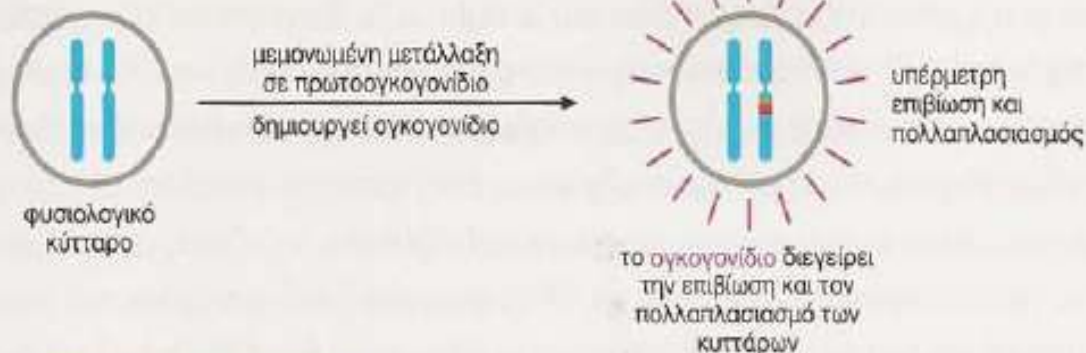 μεμονωμένη μετάλλαξη
σε πρωτοογκογονίδιο
δημιουργεί ογκογονίδιο
υπέρμετρη
επιβίωση και
πολλαπλασιασμός
φυσιολογικό
κύτταρο
το ογκογονίδιο διεγείρει
την επιβίωση και τον
πολλαπλασιασμό των
κυττάρων